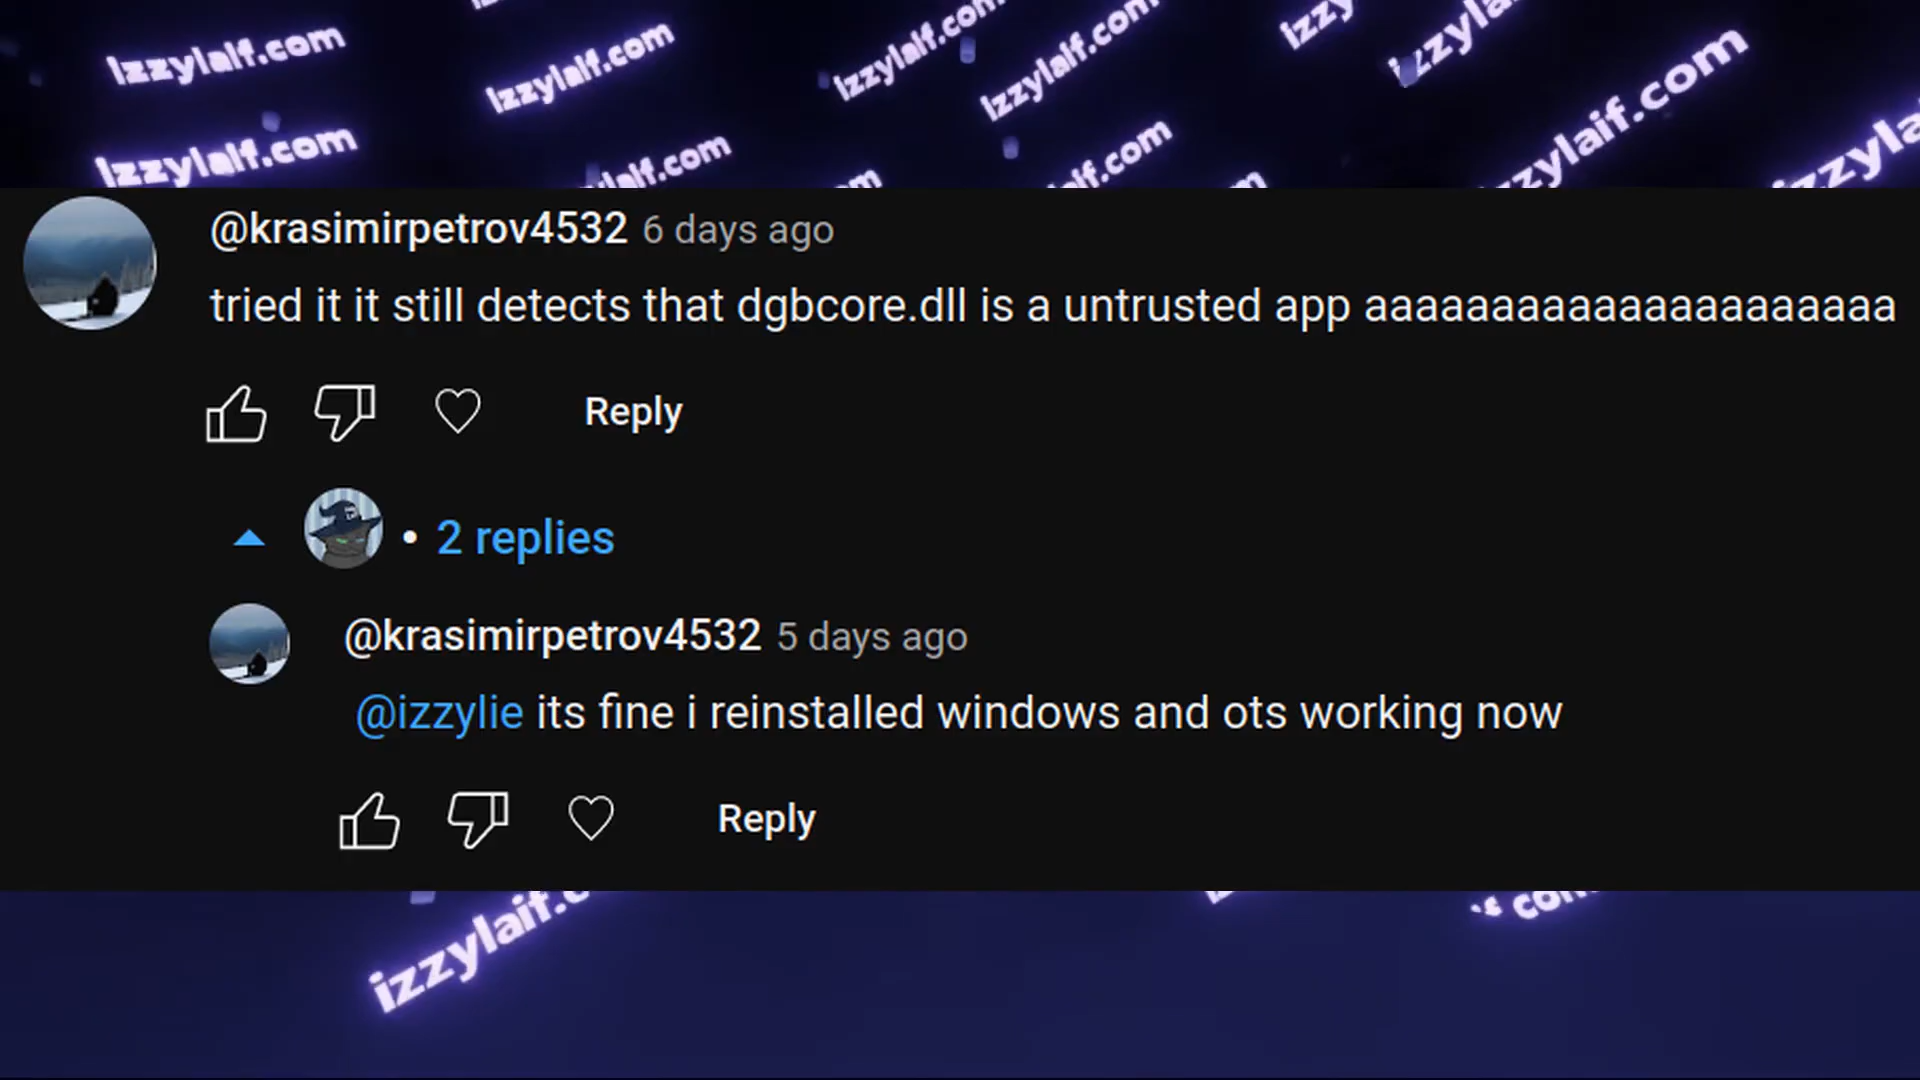 Izzylaif.com
Izzylaif.com
Izzylaif.com
Izzylaif.com
izzylaif.com
@krasimirpetrov4532 6 days ago
tried it it still detects that dgbcore.dll is a untrusted app aaaaaaaaaaaaaaaaaaaaa
Reply
• 2 replies
@krasimirpetrov4532 5 days ago
@izzylie its fine i reinstalled windows and ots working now
Reply
izzylaif.c